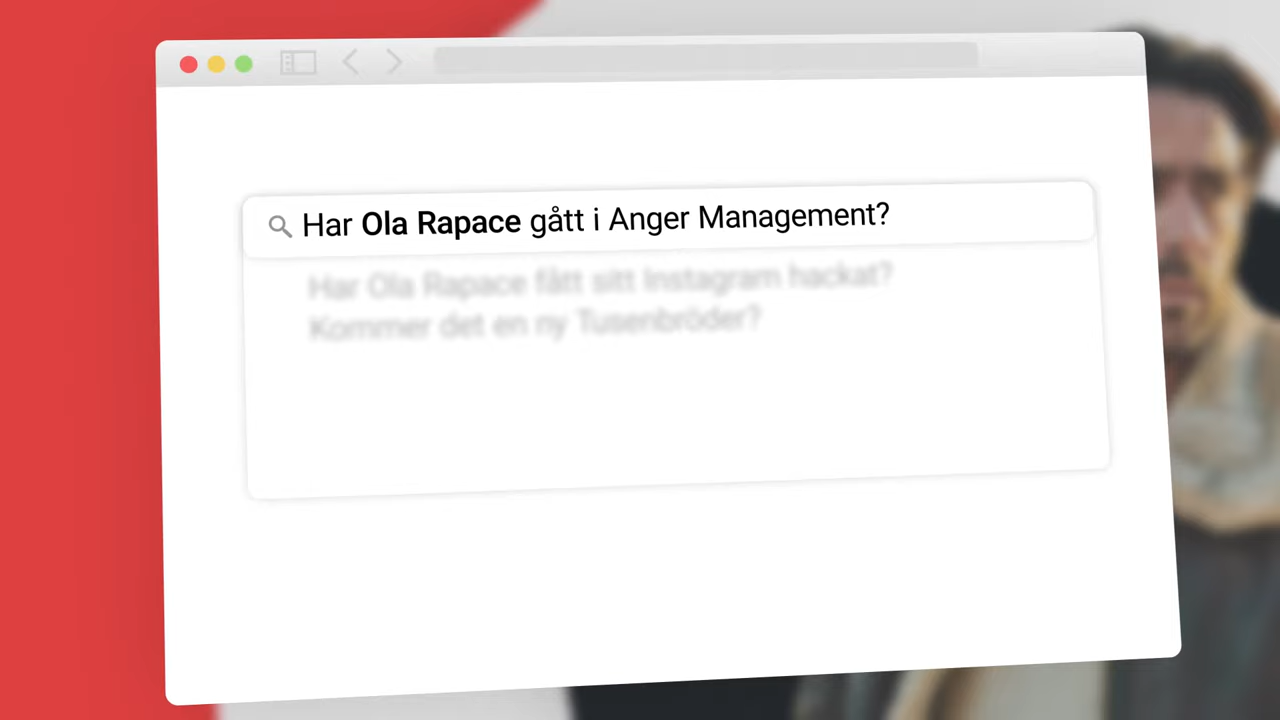 Har Ola Rapace gått i Anger Management?
Har Ola Rapace fått sitt Instagram hackat?
Kommer det en ny Tusenbröder?